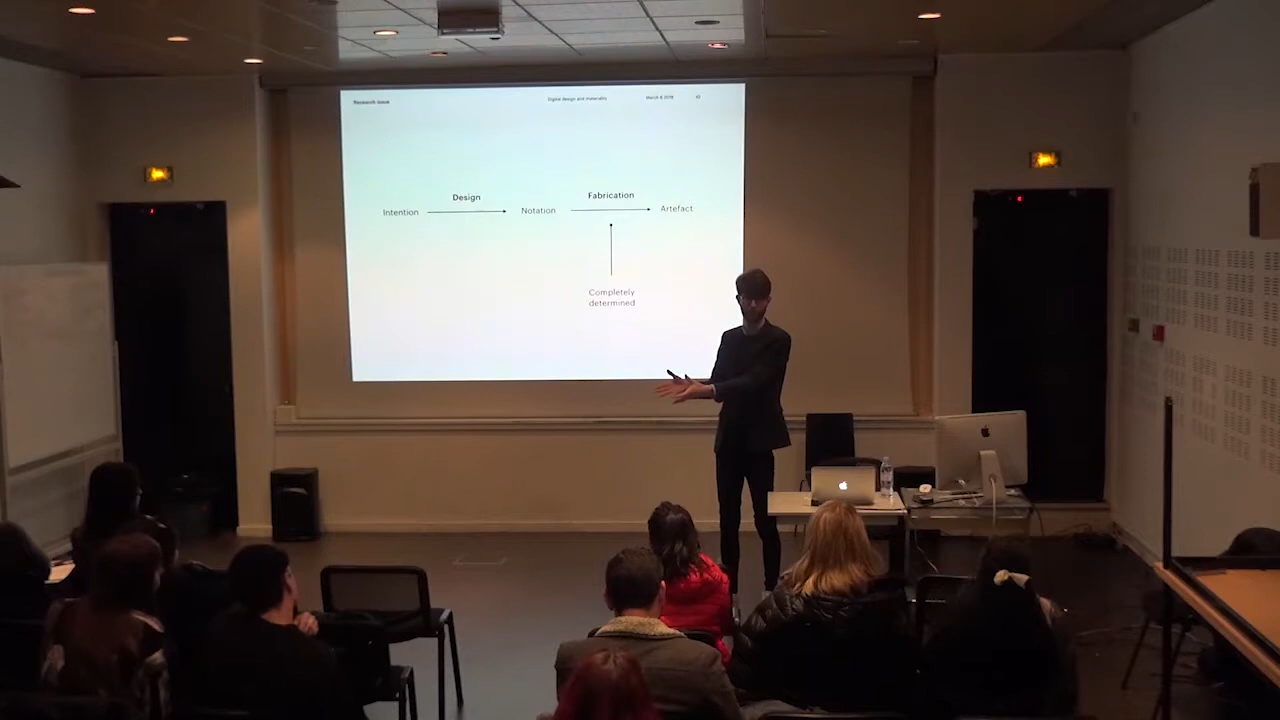 Research issue
Digital design and materiality
March 8 2018
Design
Fabrication
Intention
Notation
Artefact
Completely
determined